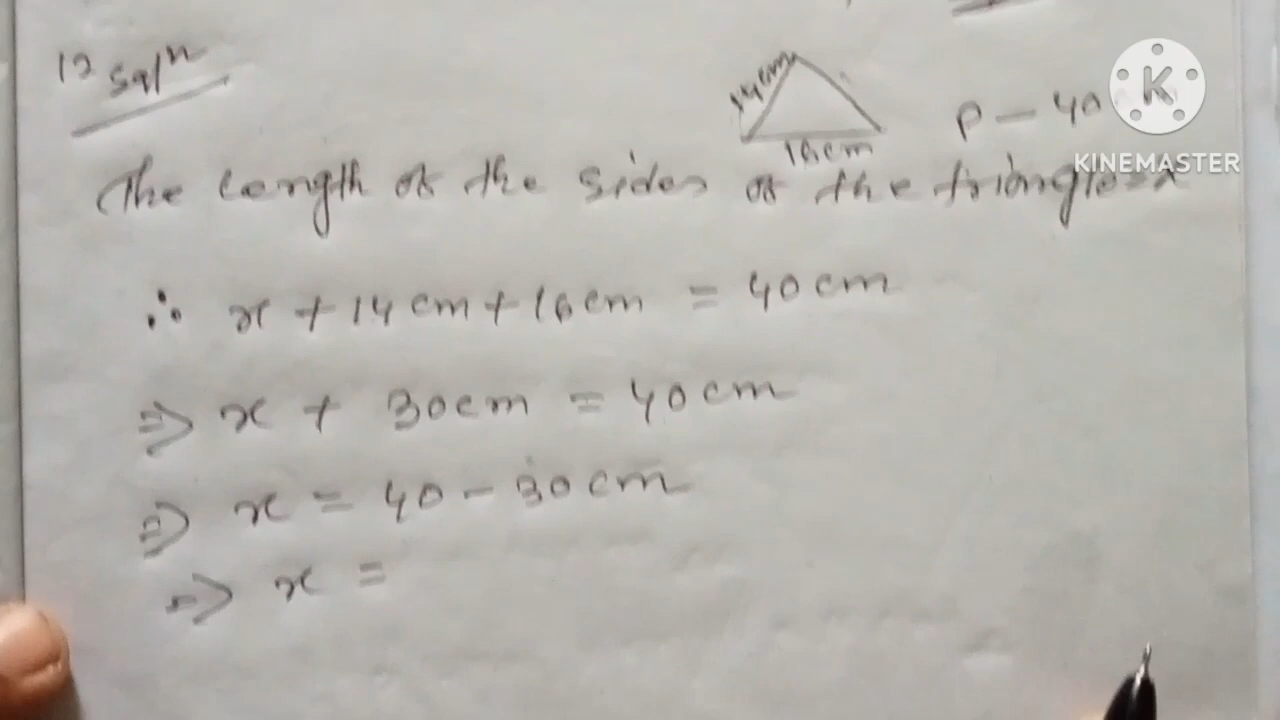 12 Sol^n
14cm
16cm
P - 40
KINEMASTER
The Length of the sides of the triangle = x
∴ x + 14 cm + 16 cm = 40 cm
⇒ x + 30 cm = 40 cm
⇒ x = 40 - 30 cm
⇒ x =